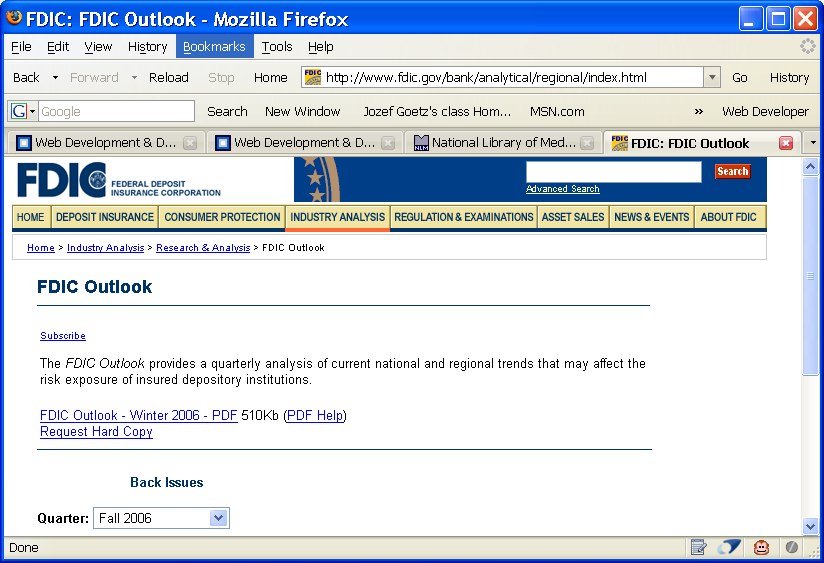 FDIC: FDIC Outlook - Mozilla Firefox
File Edit View History Bookmarks Tools Help
Back Forward Reload Stop Home FDIC http://www.fdic.gov/bank/analytical/regional/index.html Go History
G Google Search New Window Jozef Goetz's class Hom... MSN.com » Web Developer
Web Development & D... Web Development & D... NLM National Library of Med... FDIC FDIC: FDIC Outlook
FDIC FEDERAL DEPOSIT
INSURANCE CORPORATION
Search
Advanced Search
HOME DEPOSIT INSURANCE CONSUMER PROTECTION INDUSTRY ANALYSIS REGULATION & EXAMINATIONS ASSET SALES NEWS & EVENTS ABOUT FDIC
Home > Industry Analysis > Research & Analysis > FDIC Outlook
FDIC Outlook
Subscribe
The FDIC Outlook provides a quarterly analysis of current national and regional trends that may affect the
risk exposure of insured depository institutions.
FDIC Outlook - Winter 2006 - PDF 510Kb (PDF Help)
Request Hard Copy
Back Issues
Quarter: Fall 2006
Done